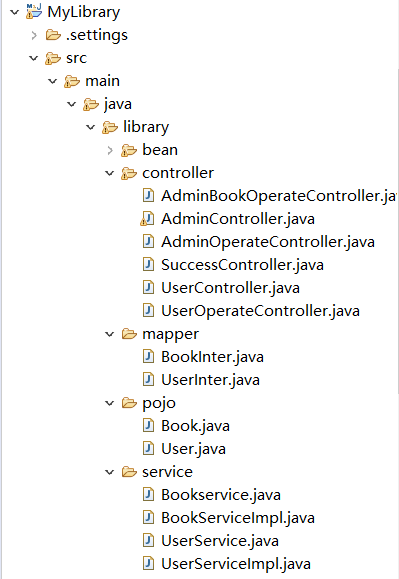 MyLibrary
.settings
src
main
java
library
bean
controller
AdminBookOperateController.ja
AdminController.java
AdminOperateController.java
SuccessController.java
UserController.java
UserOperateController.java
mapper
BookInter.java
UserInter.java
pojo
Book.java
User.java
service
Bookservice.java
BookServiceImpl.java
UserService.java
UserServiceImpl.java